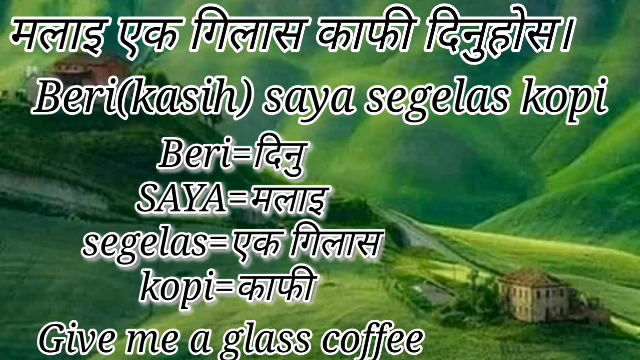 मलाइ एक गिलास काफी दिनुहोस।
Beri(kasih) saya segelas kopi
Beri=दिनु
SAYA=मलाइ
segelas=एक गिलास
kopi=काफी
Give me a glass coffee